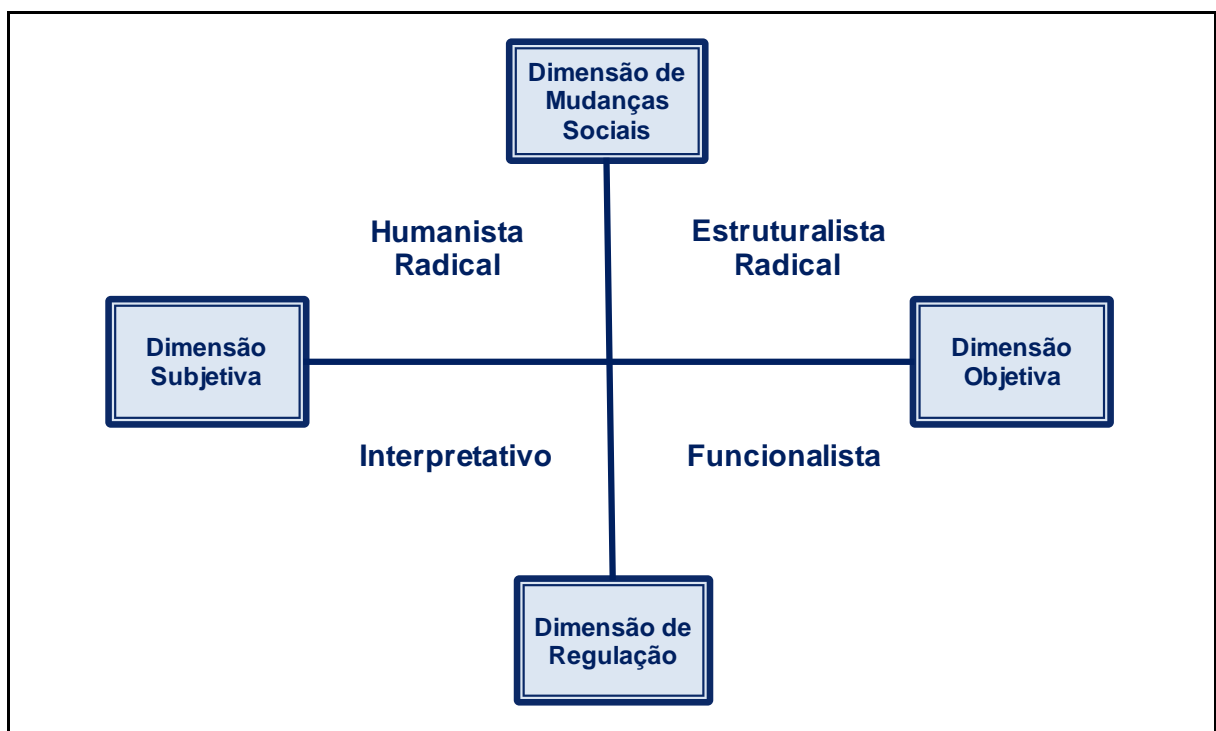 Dimensão de
Mudanças
Sociais
Humanista
Radical
Estruturalista
Radical
Dimensão
Subjetiva
Dimensão
Objetiva
Interpretativo
Funcionalista
Dimensão de
Regulação